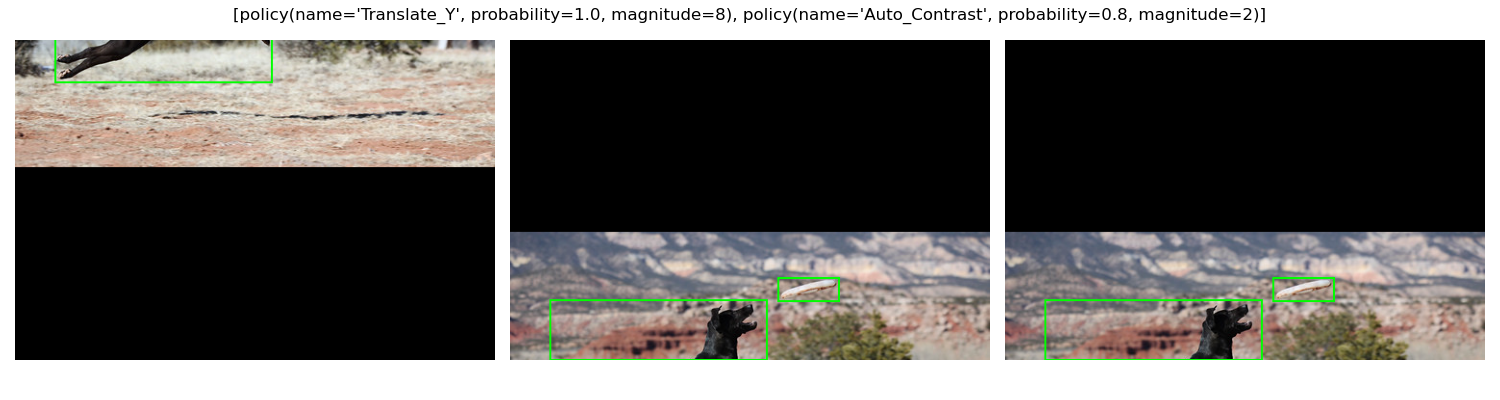 [policy(name='Translate_Y', probability=1.0, magnitude=8), policy(name='Auto_Contrast', probability=0.8, magnitude=2)]